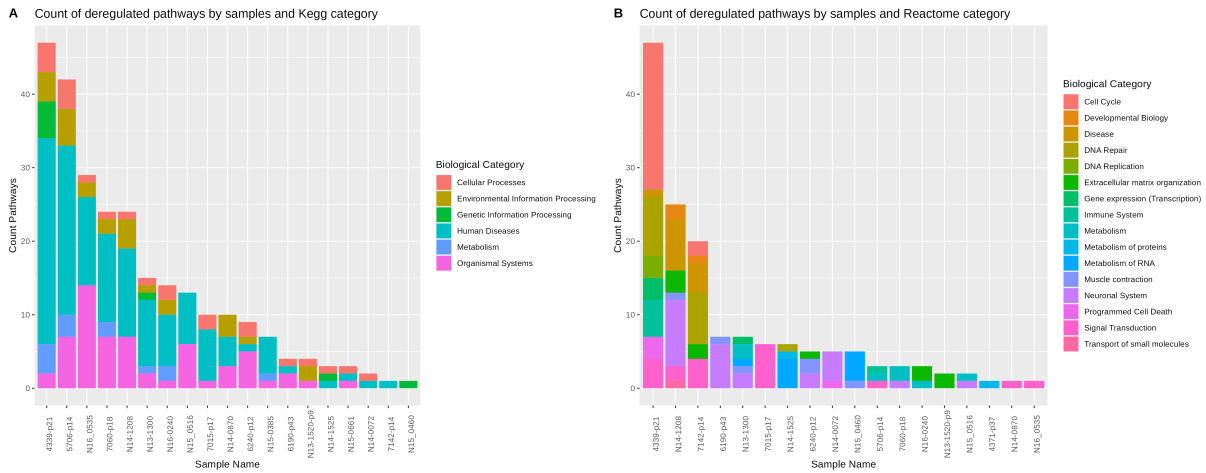 A
Count of deregulated pathways by samples and Kegg category
Count Pathways
40
30
20
10
0
4339-p21
5706-p14
N16_0535
7060-p18
N14-1208
N13-1300
N16-0240
N15_0516
7015-p17
N14-0870
6240-p12
N15-0385
6190-p43
N13-1520-p9
N14-1525
N15-0661
N14-0072
7142-p14
N15_0460
Sample Name
Biological Category
Cellular Processes
Environmental Information Processing
Genetic Information Processing
Human Diseases
Metabolism
Organismal Systems
B
Count of deregulated pathways by samples and Reactome category
Count Pathways
40
30
20
10
0
4339-p21
N14-1208
7142-p14
6190-p43
N13-1300
7015-p17
N14-1525
6240-p12
N14-0072
N15_0460
5706-p14
7060-p18
N16-0240
N13-1520-p9
N15_0516
4371-p37
N14-0870
N16_0535
Sample Name
Biological Category
Cell Cycle
Developmental Biology
Disease
DNA Repair
DNA Replication
Extracellular matrix organization
Gene expression (Transcription)
Immune System
Metabolism
Metabolism of proteins
Metabolism of RNA
Muscle contraction
Neuronal System
Programmed Cell Death
Signal Transduction
Transport of small molecules